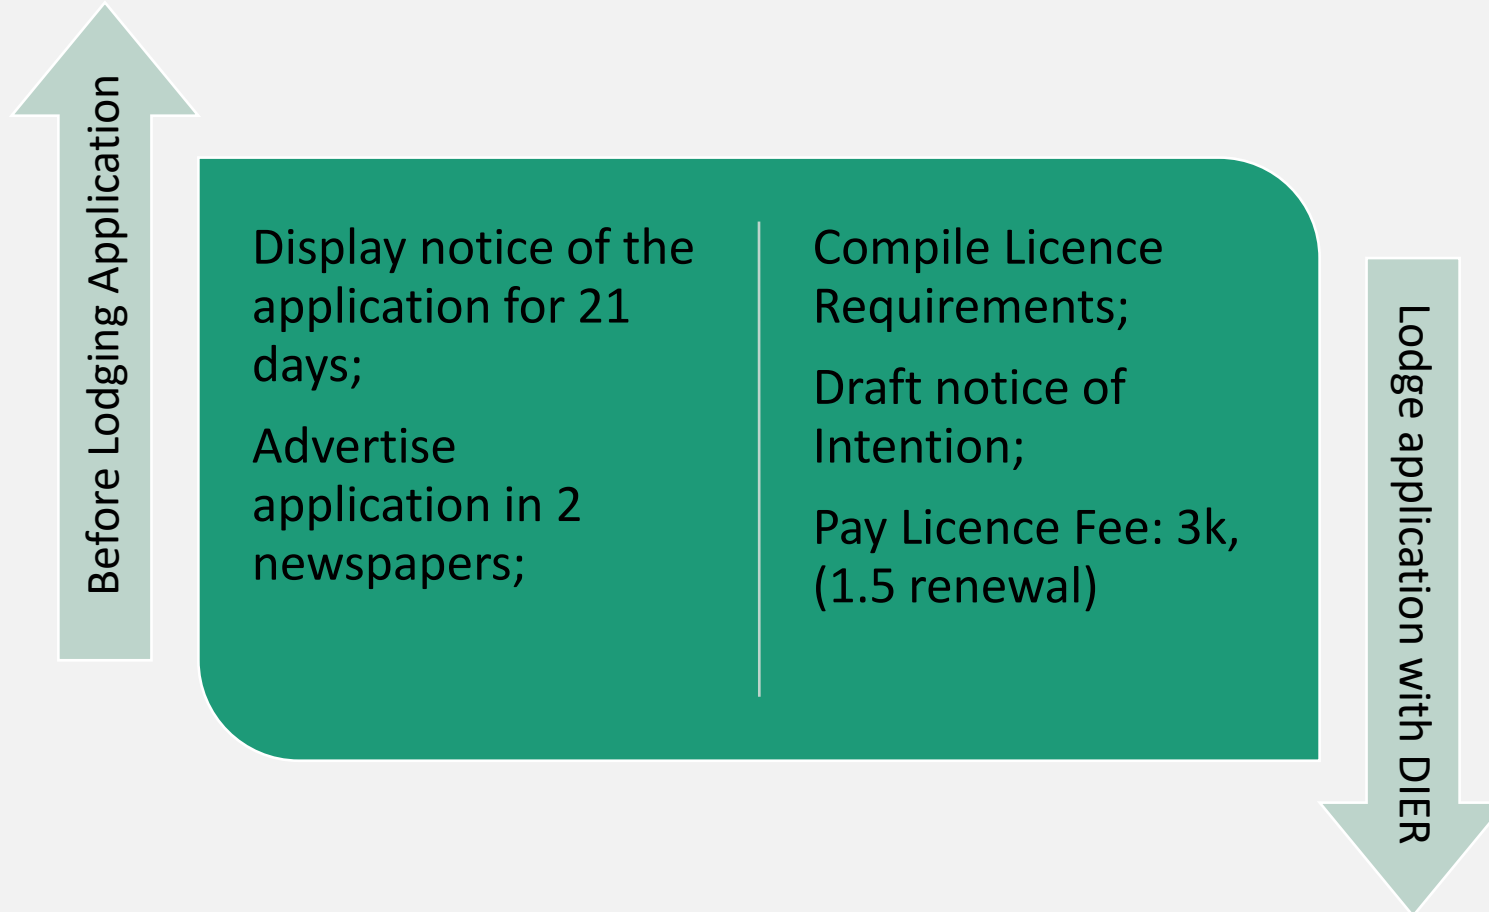 Before Lodging Application
Display notice of the
application for 21
days;
Advertise
application in 2
newspapers;
Compile Licence
Requirements;
Draft notice of
Intention;
Pay Licence Fee: 3k,
(1.5 renewal)
Lodge application with DIER